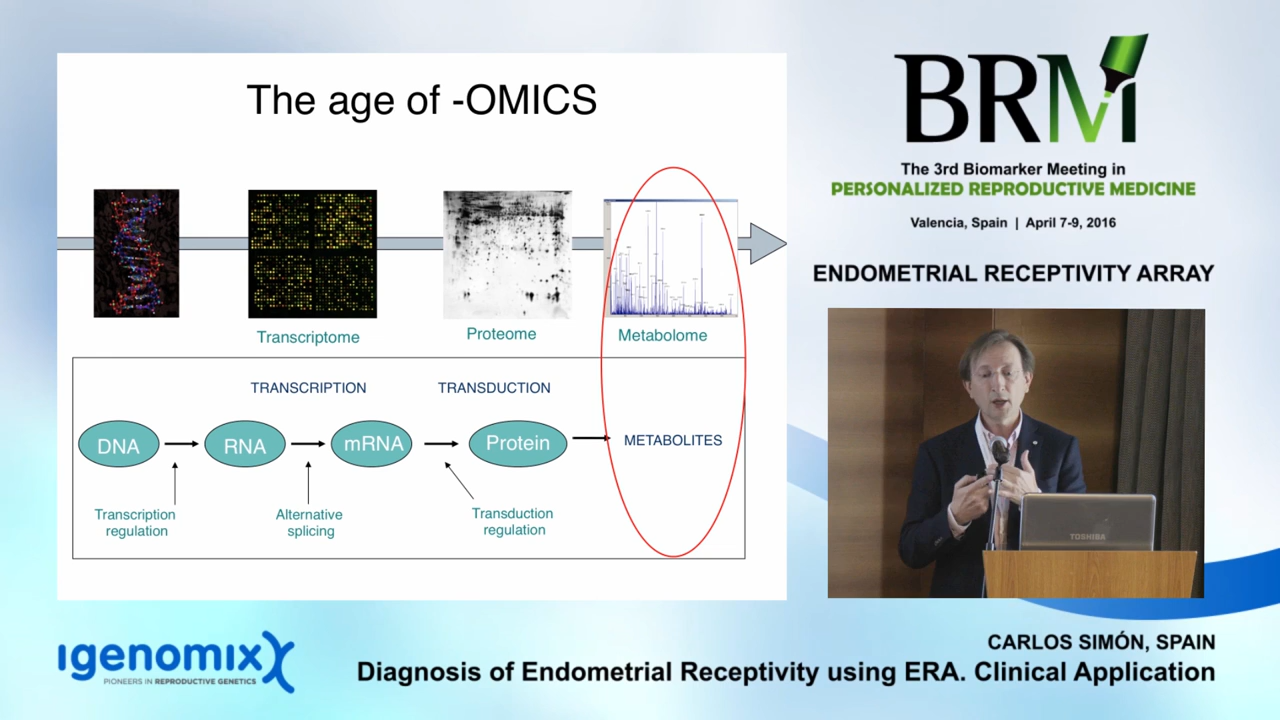 The age of -OMICS
Transcriptome
Proteome
Metabolome
TRANSCRIPTION
TRANSDUCTION
DNA
RNA
mRNA
Protein
METABOLITES
Transcription
regulation
Alternative
splicing
Transduction
regulation
BRM
The 3rd Biomarker Meeting in
PERSONALIZED REPRODUCTIVE MEDICINE
Valencia, Spain | April 7-9, 2016
ENDOMETRIAL RECEPTIVITY ARRAY
TOSHIBA
igenomix
PIONEERS IN REPRODUCTIVE GENETICS
CARLOS SIMÓN, SPAIN
Diagnosis of Endometrial Receptivity using ERA. Clinical Application